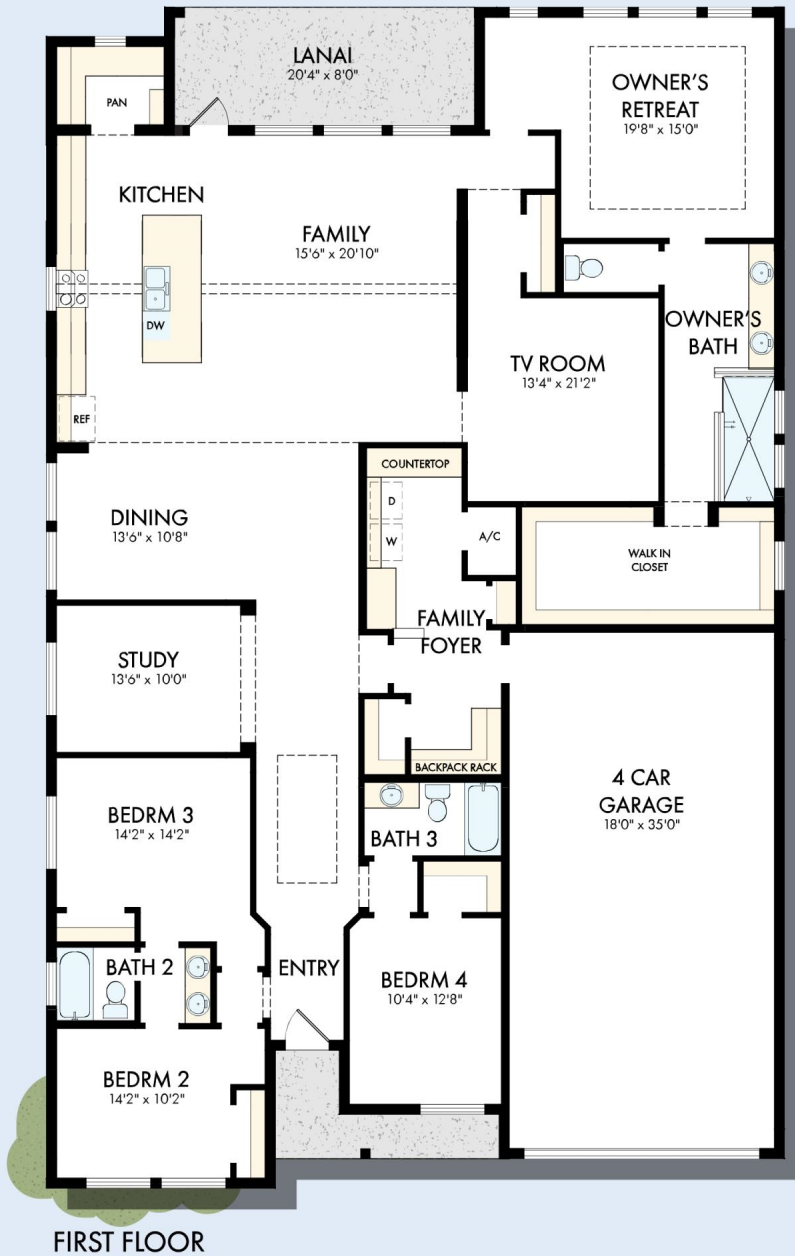 LANAI
20'4" x 8'0"
OWNER'S
RETREAT
19'8" x 15'0"
PAN
KITCHEN
FAMILY
15'6" x 20'10"
DW
OWNER'S
BATH
TV ROOM
13'4" x 21'2"
REF
COUNTERTOP
D
W
A/C
DINING
13'6" x 10'8"
WALK IN
CLOSET
FAMILY
FOYER
STUDY
13'6" x 10'0"
BACKPACK RACK
4 CAR
GARAGE
18'0" x 35'0"
BEDRM 3
14'2" x 14'2"
BATH 3
BATH 2
ENTRY
BEDRM 4
10'4" x 12'8"
BEDRM 2
14'2" x 10'2"
FIRST FLOOR